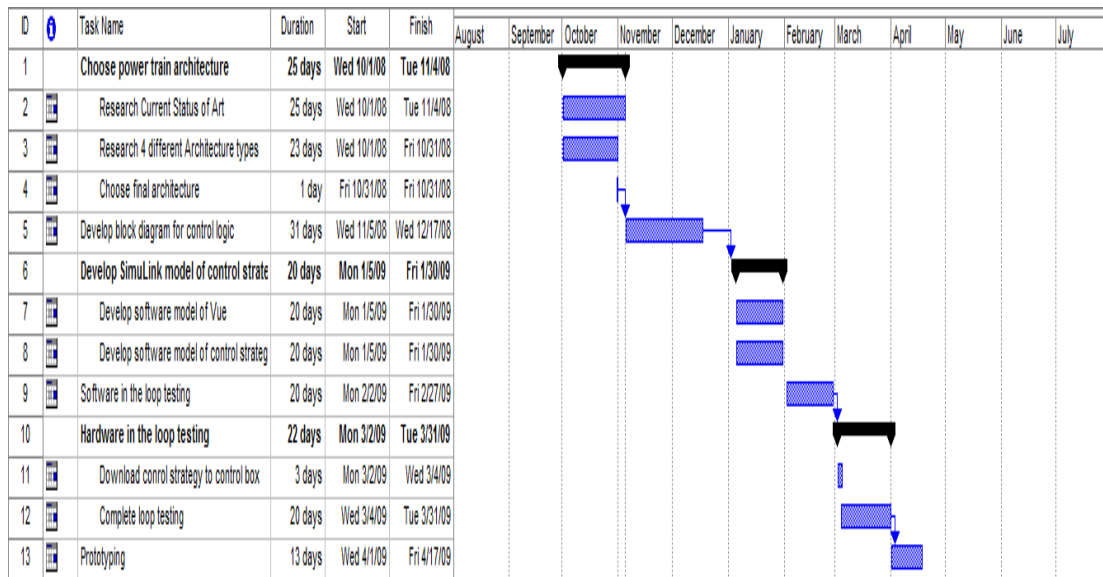 ID Task Name Duration Start Finish August September October November December January February March April May June July
1 Choose power train architecture 25 days Wed 10/1/08 Tue 11/4/08
2 Research Current Status of Art 25 days Wed 10/1/08 Tue 11/4/08
3 Research 4 different Architecture types 23 days Wed 10/1/08 Fri 10/31/08
4 Choose final architecture 1 day Fri 10/31/08 Fri 10/31/08
5 Develop block diagram for control logic 31 days Wed 11/5/08 Wed 12/17/08
6 Develop SimuLink model of control strate 20 days Mon 1/5/09 Fri 1/30/09
7 Develop software model of Vue 20 days Mon 1/5/09 Fri 1/30/09
8 Develop software model of control strateg 20 days Mon 1/5/09 Fri 1/30/09
9 Software in the loop testing 20 days Mon 2/2/09 Fri 2/27/09
10 Hardware in the loop testing 22 days Mon 3/2/09 Tue 3/31/09
11 Download conrol strategy to control box 3 days Mon 3/2/09 Wed 3/4/09
12 Complete loop testing 20 days Wed 3/4/09 Tue 3/31/09
13 Prototyping 13 days Wed 4/1/09 Fri 4/17/09